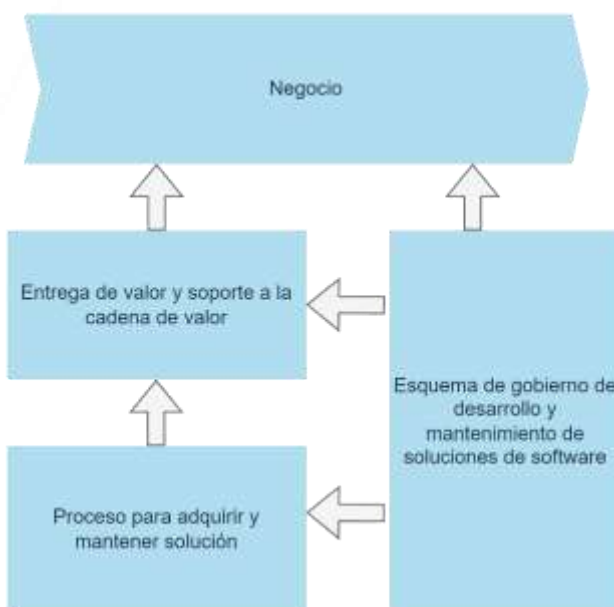 Negocio
Entrega de valor y soporte a la
cadena de valor
Esquema de gobierno de
desarrollo y
mantenimiento de
soluciones de software
Proceso para adquirir y
mantener solución